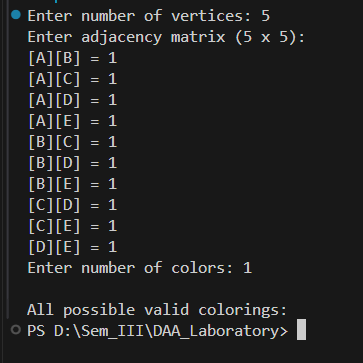 Enter number of vertices: 5
Enter adjacency matrix (5 x 5):
[A][B] = 1
[A][C] = 1
[A][D] = 1
[A][E] = 1
[B][C] = 1
[B][D] = 1
[B][E] = 1
[C][D] = 1
[C][E] = 1
[D][E] = 1
Enter number of colors: 1

All possible valid colorings:
PS D:\Sem_III\DAA_Laboratory>